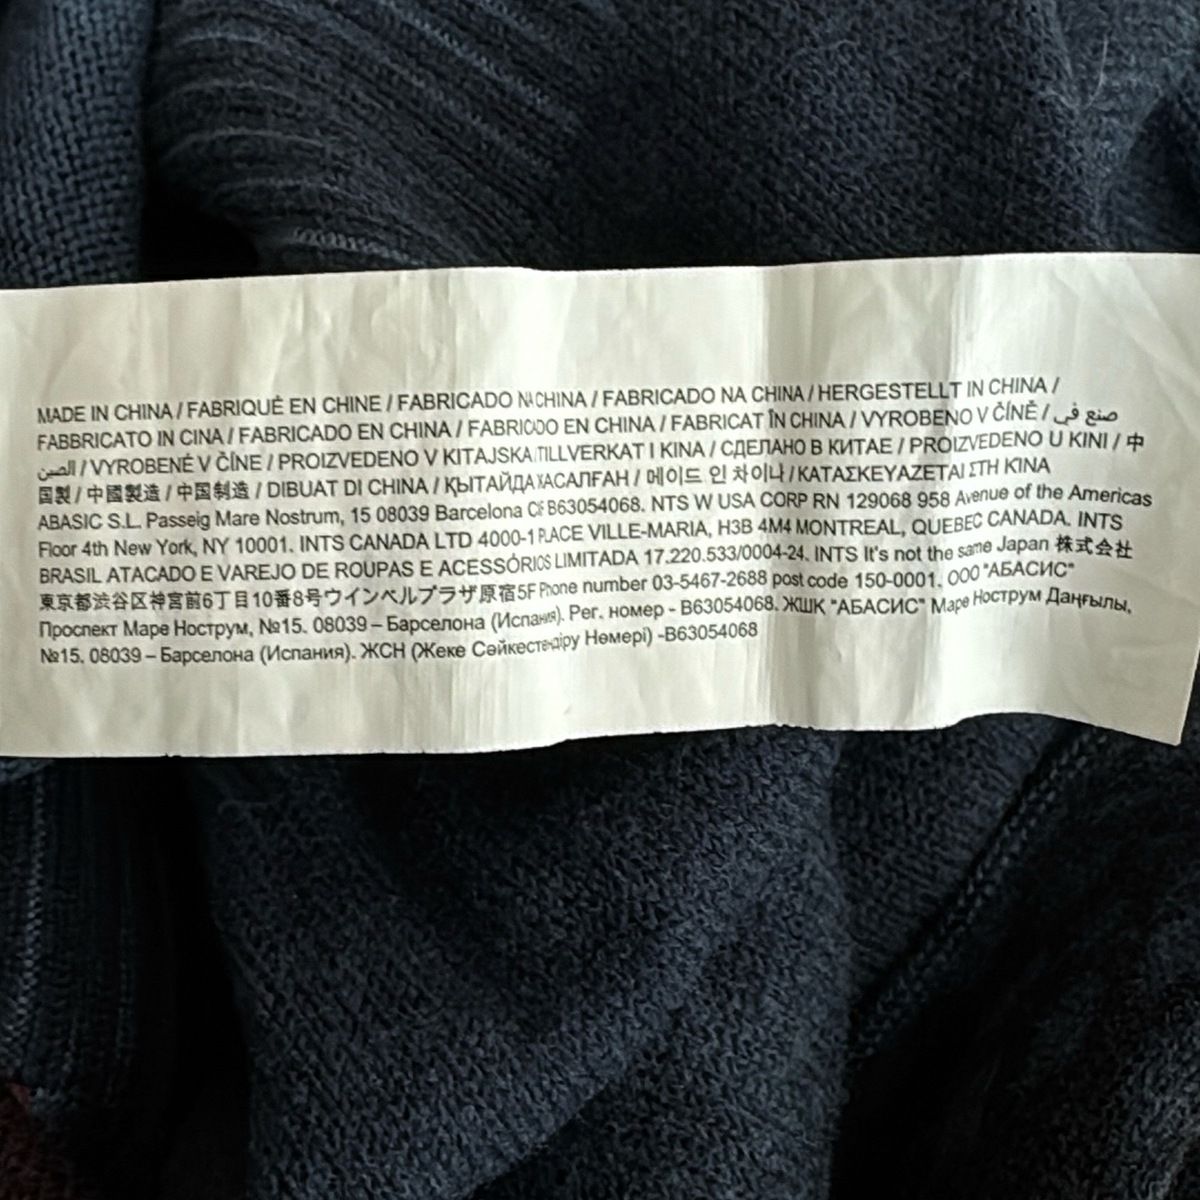 MADE IN CHINA / FABRIQUÉ EN CHINE / FABRICADO NA CHINA / FABRICADO NA CHINA / HERGESTELLT IN CHINA /
FABBRICATO IN CINA / FABRICADO EN CHINA / FABRICADO EN CHINA / FABRICAT ÎN CHINA / VYROBENO V ČÍNĚ / صنع في
الصين / VYROBENÉ V ČÍNE / PROIZVEDENO V KITAJSKA/TILLVERKAT I KINA / СДЕЛАНО В КИТАЕ / PROIZVEDENO U KINI / 中
国製 / 中國製造 / 中国制造 / DIBUAT DI CHINA / ҚЫТАЙДА ЖАСАЛҒАН / 메이드 인 차이나 / ΚΑΤΑΣΚΕΥΑΖΕΤΑΙ ΣΤΗ ΚΙΝΑ
ABASIC S.L. Passeig Mare Nostrum, 15 08039 Barcelona CIF B63054068. NTS W USA CORP RN 129068 958 Avenue of the Americas
Floor 4th New York, NY 10001. INTS CANADA LTD 4000-1 PLACE VILLE-MARIA, H3B 4M4 MONTREAL, QUEBEC CANADA. INTS
BRASIL ATACADO E VAREJO DE ROUPAS E ACESSÓRIOS LIMITADA 17.220.533/0004-24. INTS It's not the same Japan 株式会社
東京都渋谷区神宮前6丁目10番8号ウインベルプラザ原宿5F Phone number 03-5467-2688 post code 150-0001. ООО "АБАСИС"
Проспект Маре Нострум, №15. 08039 – Барселона (Испания). Рег. номер - B63054068. ЖШК "АБАСИС" Маре Нострум Даңғылы,
№15. 08039 – Барселона (Испания). ЖСН (Жеке Сәйкестендіру Нөмері) -B63054068